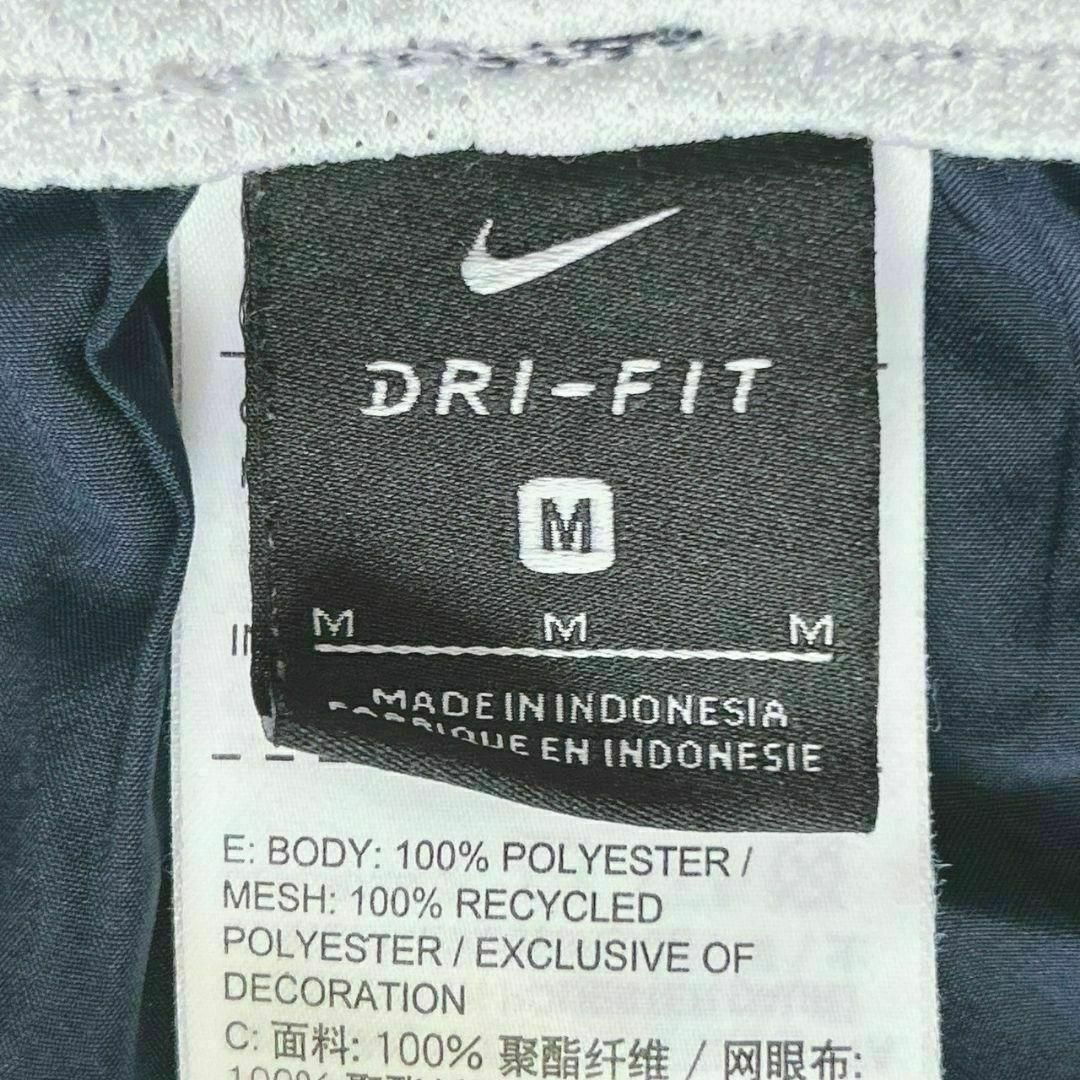 DRI-FIT
M
M M M
MADE IN INDONESIA
EN INDONESIE
E: BODY: 100% POLYESTER /
MESH: 100% RECYCLED
POLYESTER / EXCLUSIVE OF
DECORATION
C: 面料: 100% 聚酯纤维 / 网眼布:
100%